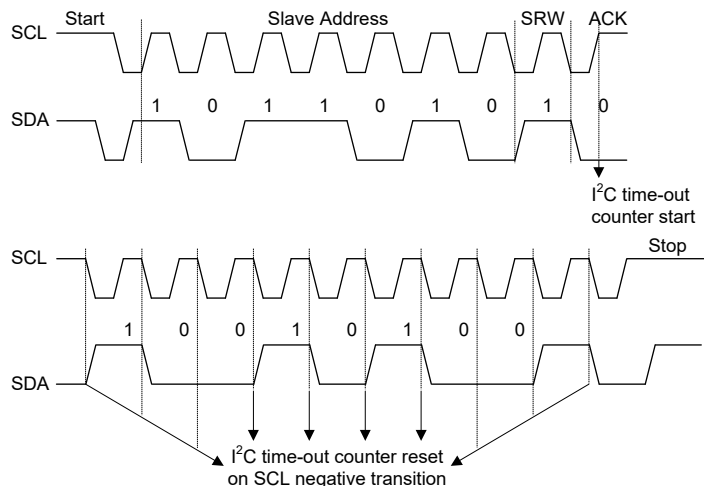 Start Slave Address SRW ACK
SCL
1 0 1 1 0 1 0 1 0
SDA
I²C time-out
counter start
Stop
SCL
1 0 0 1 0 1 0 0
SDA
I²C time-out counter reset
on SCL negative transition